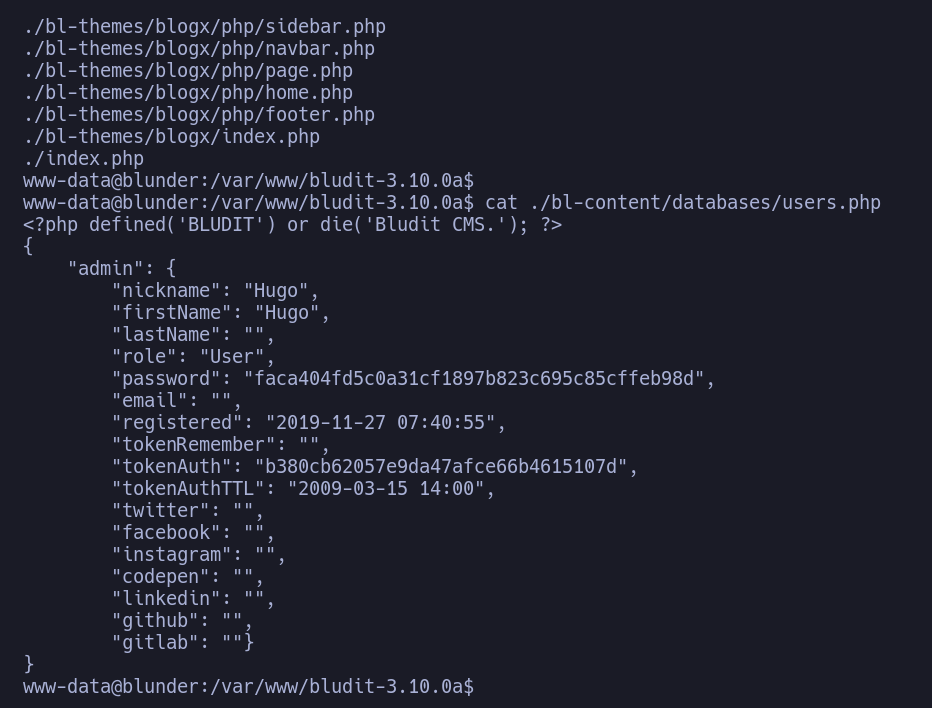 ./bl-themes/blogx/php/sidebar.php
./bl-themes/blogx/php/navbar.php
./bl-themes/blogx/php/page.php
./bl-themes/blogx/php/home.php
./bl-themes/blogx/php/footer.php
./bl-themes/blogx/index.php
./index.php
www-data@blunder:/var/www/bludit-3.10.0a$
www-data@blunder:/var/www/bludit-3.10.0a$ cat ./bl-content/databases/users.php
<?php defined('BLUDIT') or die('Bludit CMS.'); ?>
{
    "admin": {
        "nickname": "Hugo",
        "firstName": "Hugo",
        "lastName": "",
        "role": "User",
        "password": "faca404fd5c0a31cf1897b823c695c85cffeb98d",
        "email": "",
        "registered": "2019-11-27 07:40:55",
        "tokenRemember": "",
        "tokenAuth": "b380cb62057e9da47afce66b4615107d",
        "tokenAuthTTL": "2009-03-15 14:00",
        "twitter": "",
        "facebook": "",
        "instagram": "",
        "codepen": "",
        "linkedin": "",
        "github": "",
        "gitlab": ""}
}
www-data@blunder:/var/www/bludit-3.10.0a$